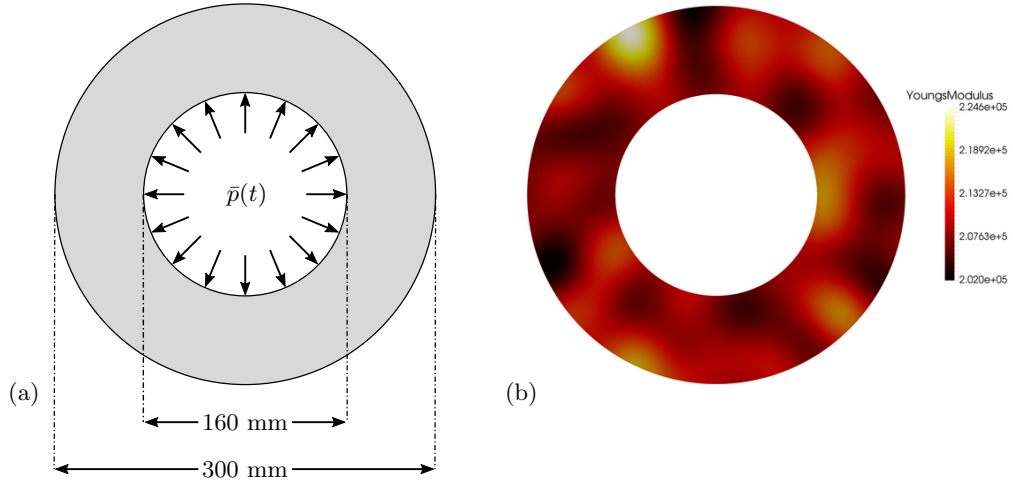 p̄(t)
(a)
160 mm
300 mm
(b)
YoungsModulus
2.246e+05
2.1892e+5
2.1327e+5
2.0763e+5
2.020e+05